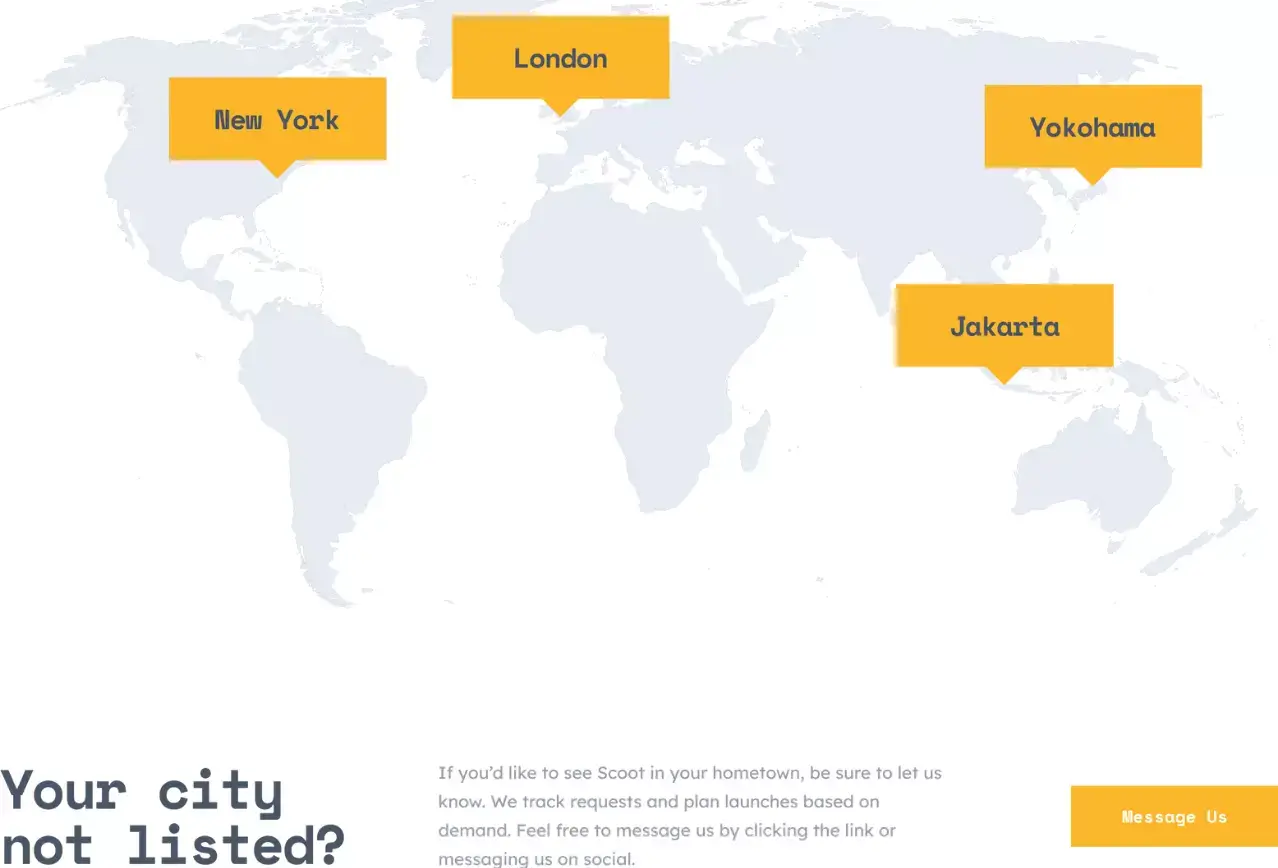 London
New York
Yokohama
Jakarta
Your city
not listed?
If you’d like to see Scoot in your hometown, be sure to let us
know. We track requests and plan launches based on
demand. Feel free to message us by clicking the link or
messaging us on social.
Message Us